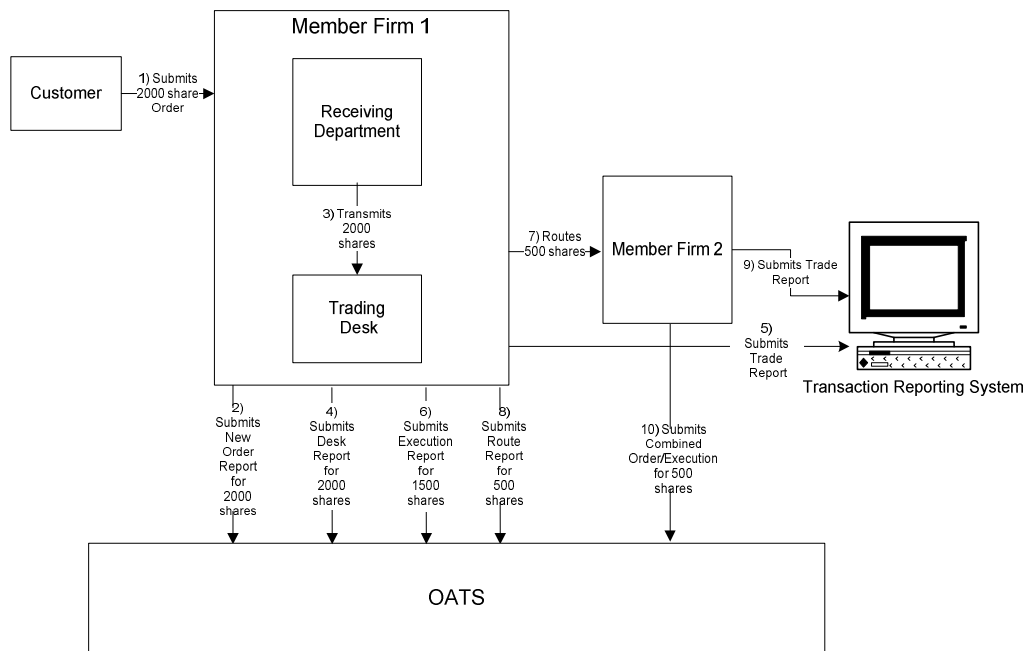 Member Firm 1
Customer
1) Submits
2000 share
Order
Receiving
Department
3) Transmits
2000
shares
Trading
Desk
7) Routes
500 shares
Member Firm 2
9) Submits Trade
Report
5)
Submits
Trade
Report
Transaction Reporting System
2)
Submits
New
Order
Report
for
2000
shares
4)
Submits
Desk
Report
for
2000
shares
6)
Submits
Execution
Report for
1500
shares
8)
Submits
Route
Report for
500
shares
10) Submits
Combined
Order/Execution
for 500
shares
OATS